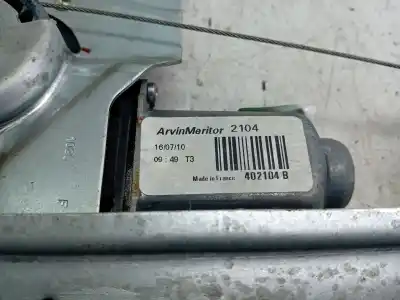 ArvinMeritor 2104
16/07/10
09:49 T3
Made in France 402104 B